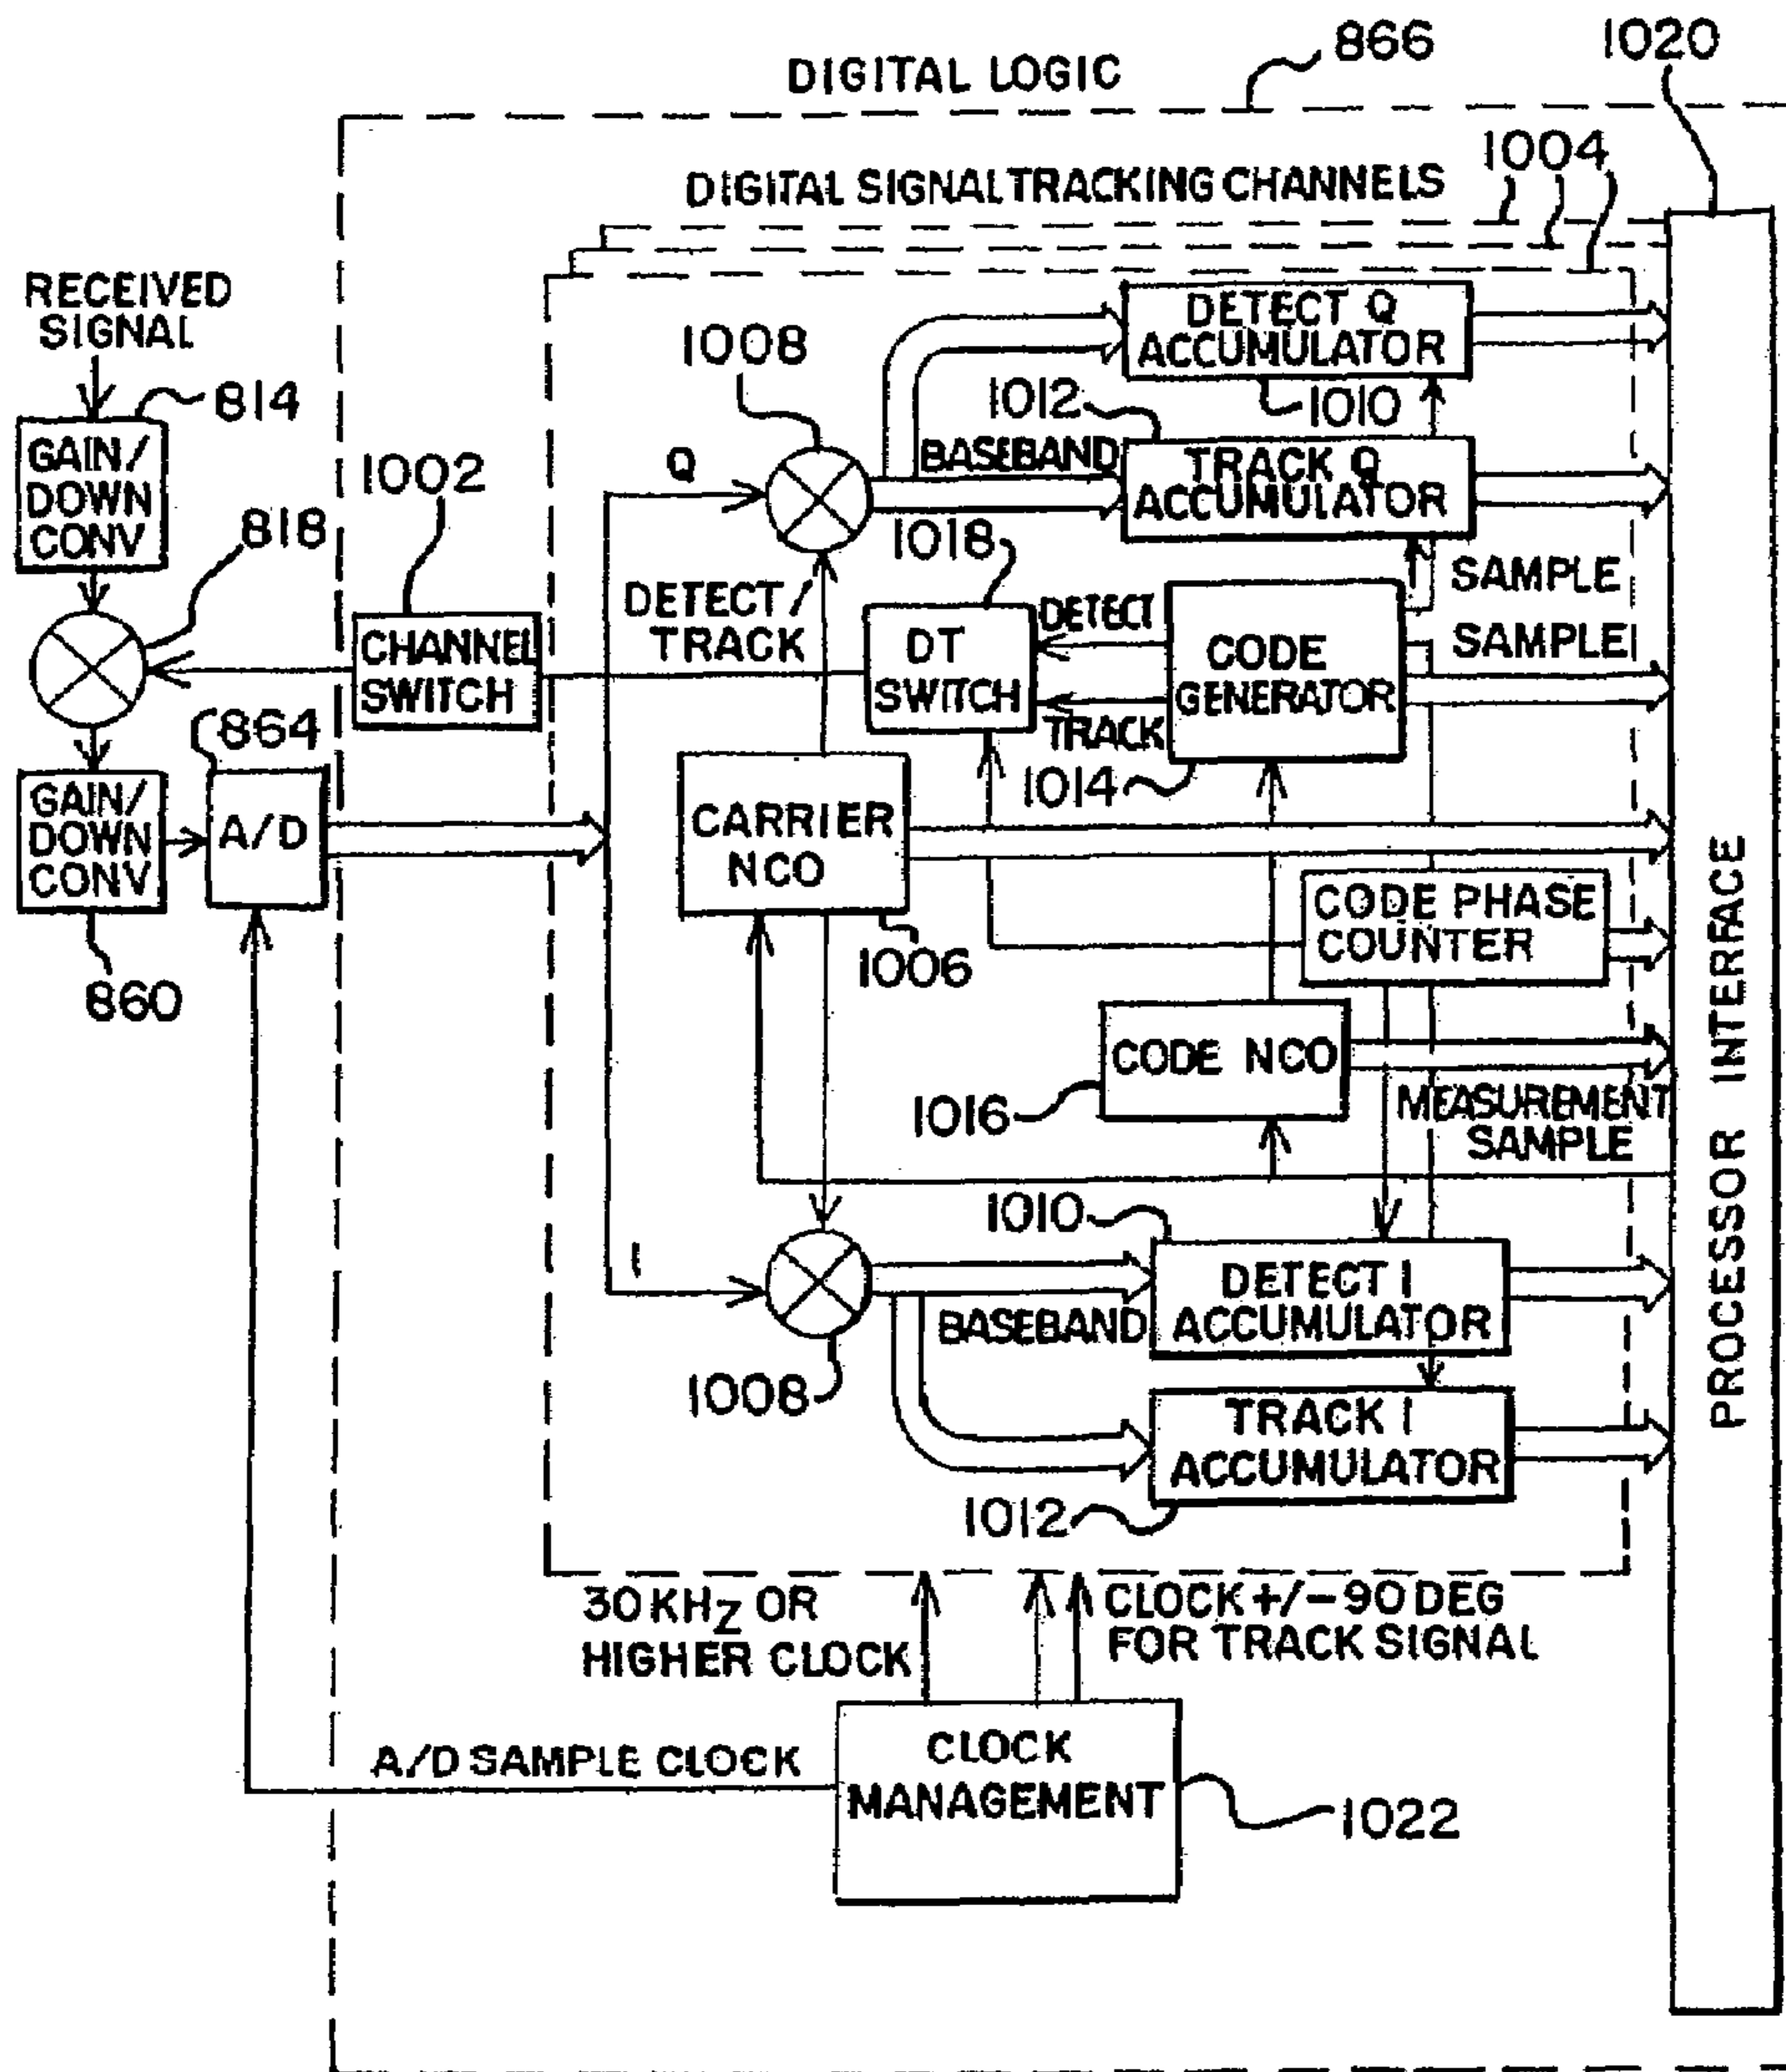 866
1020
DIGITAL LOGIC
1004
DIGITAL SIGNAL TRACKING CHANNELS
RECEIVED
SIGNAL
814
GAIN/
DOWN
CONV
818
1002
CHANNEL
SWITCH
864
GAIN/
DOWN
CONV
A/D
860
1008
Q
DETECT Q
ACCUMULATOR
1010
1012
BASEBAND
TRACK Q
ACCUMULATOR
1018
DETECT/
TRACK
DT
SWITCH
DETECT
TRACK
CODE
GENERATOR
1014
SAMPLE
SAMPLE
CARRIER
NCO
1006
CODE PHASE
COUNTER
CODE NCO
1016
MEASUREMENT
SAMPLE
PROCESSOR INTERFACE
I
1008
1010
BASEBAND
DETECT I
ACCUMULATOR
TRACK I
ACCUMULATOR
1012
30 KHZ OR
HIGHER CLOCK
CLOCK +/- 90 DEG
FOR TRACK SIGNAL
A/D SAMPLE CLOCK
CLOCK
MANAGEMENT
1022